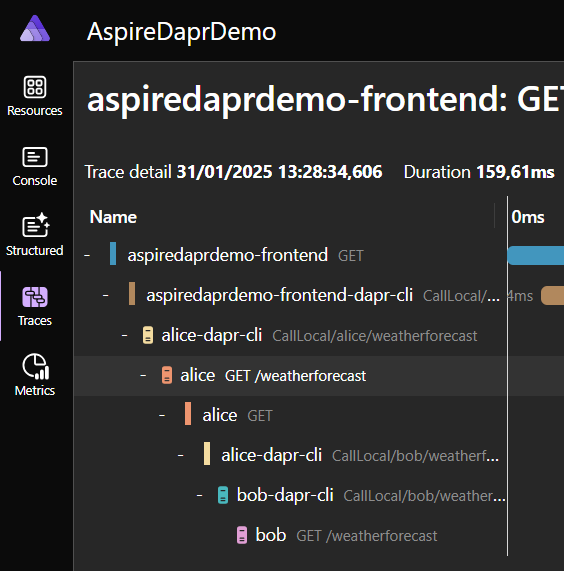 AspireDaprDemo
Resources
Console
Structured
Traces
Metrics
aspiredaprdemo-frontend: GET
Trace detail 31/01/2025 13:28:34,606 Duration 159,61ms
Name 0ms
- aspiredaprdemo-frontend GET
- aspiredaprdemo-frontend-dapr-cli CallLocal/... 4ms
- alice-dapr-cli CallLocal/alice/weatherforecast
- alice GET /weatherforecast
- alice GET
- alice-dapr-cli CallLocal/bob/weatherf...
- bob-dapr-cli CallLocal/bob/weather...
bob GET /weatherforecast